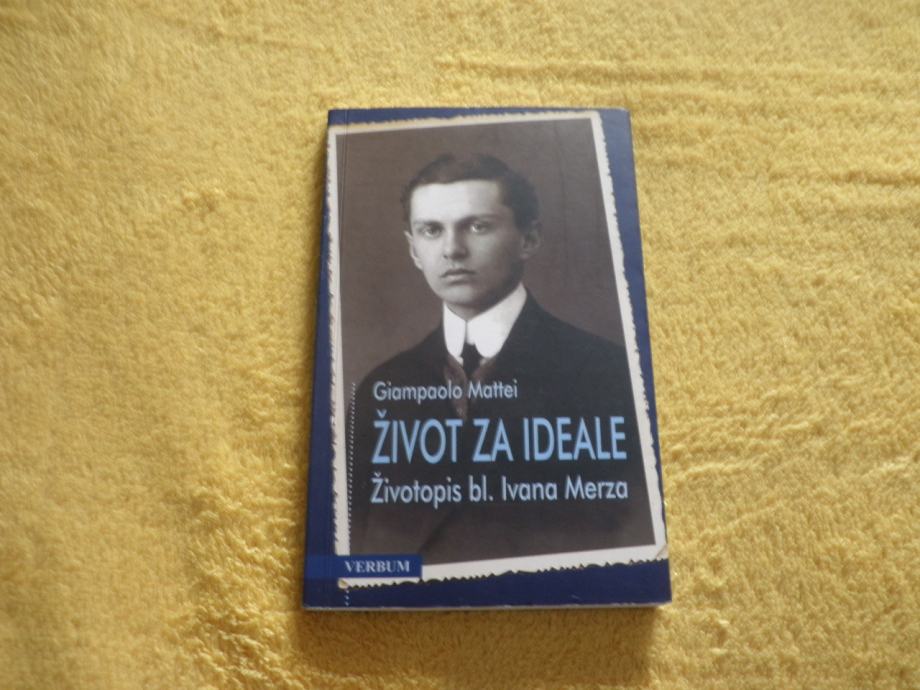 Giampaolo Mattei
ŽIVOT ZA IDEALE
Životopis bl. Ivana Merza
VERBUM